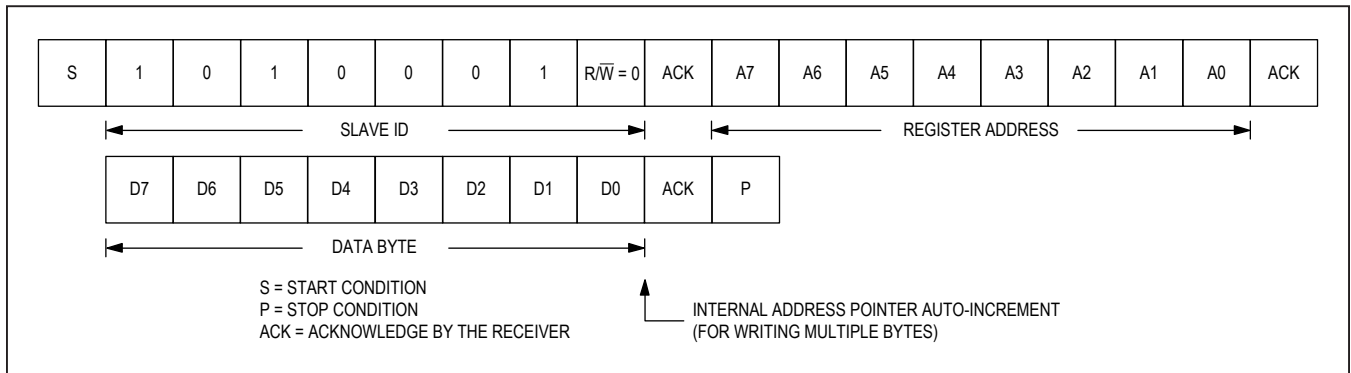 S 1 0 1 0 0 0 1 R/W̅ = 0 ACK A7 A6 A5 A4 A3 A2 A1 A0 ACK
SLAVE ID REGISTER ADDRESS
D7 D6 D5 D4 D3 D2 D1 D0 ACK P
DATA BYTE
S = START CONDITION
P = STOP CONDITION
ACK = ACKNOWLEDGE BY THE RECEIVER
INTERNAL ADDRESS POINTER AUTO-INCREMENT
(FOR WRITING MULTIPLE BYTES)